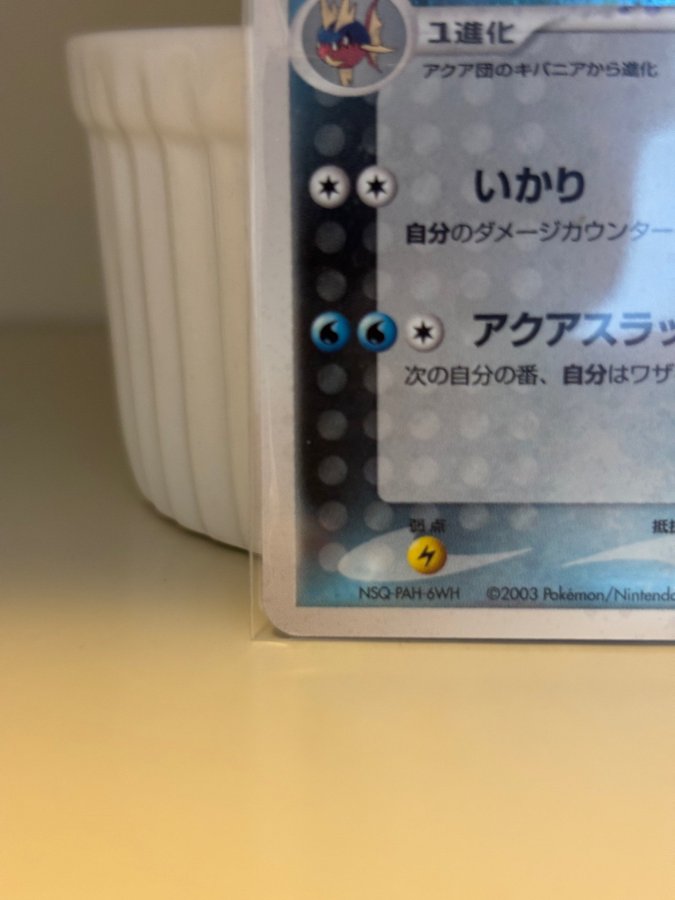 1進化
アクア団のキバニアから進化
いかり
自分のダメージカウンター
アクアスラッ
次の自分の番、自分はワザ
弱点
抵抗
NSQ-PAH-6WH ©2003 Pokémon/Nintendo